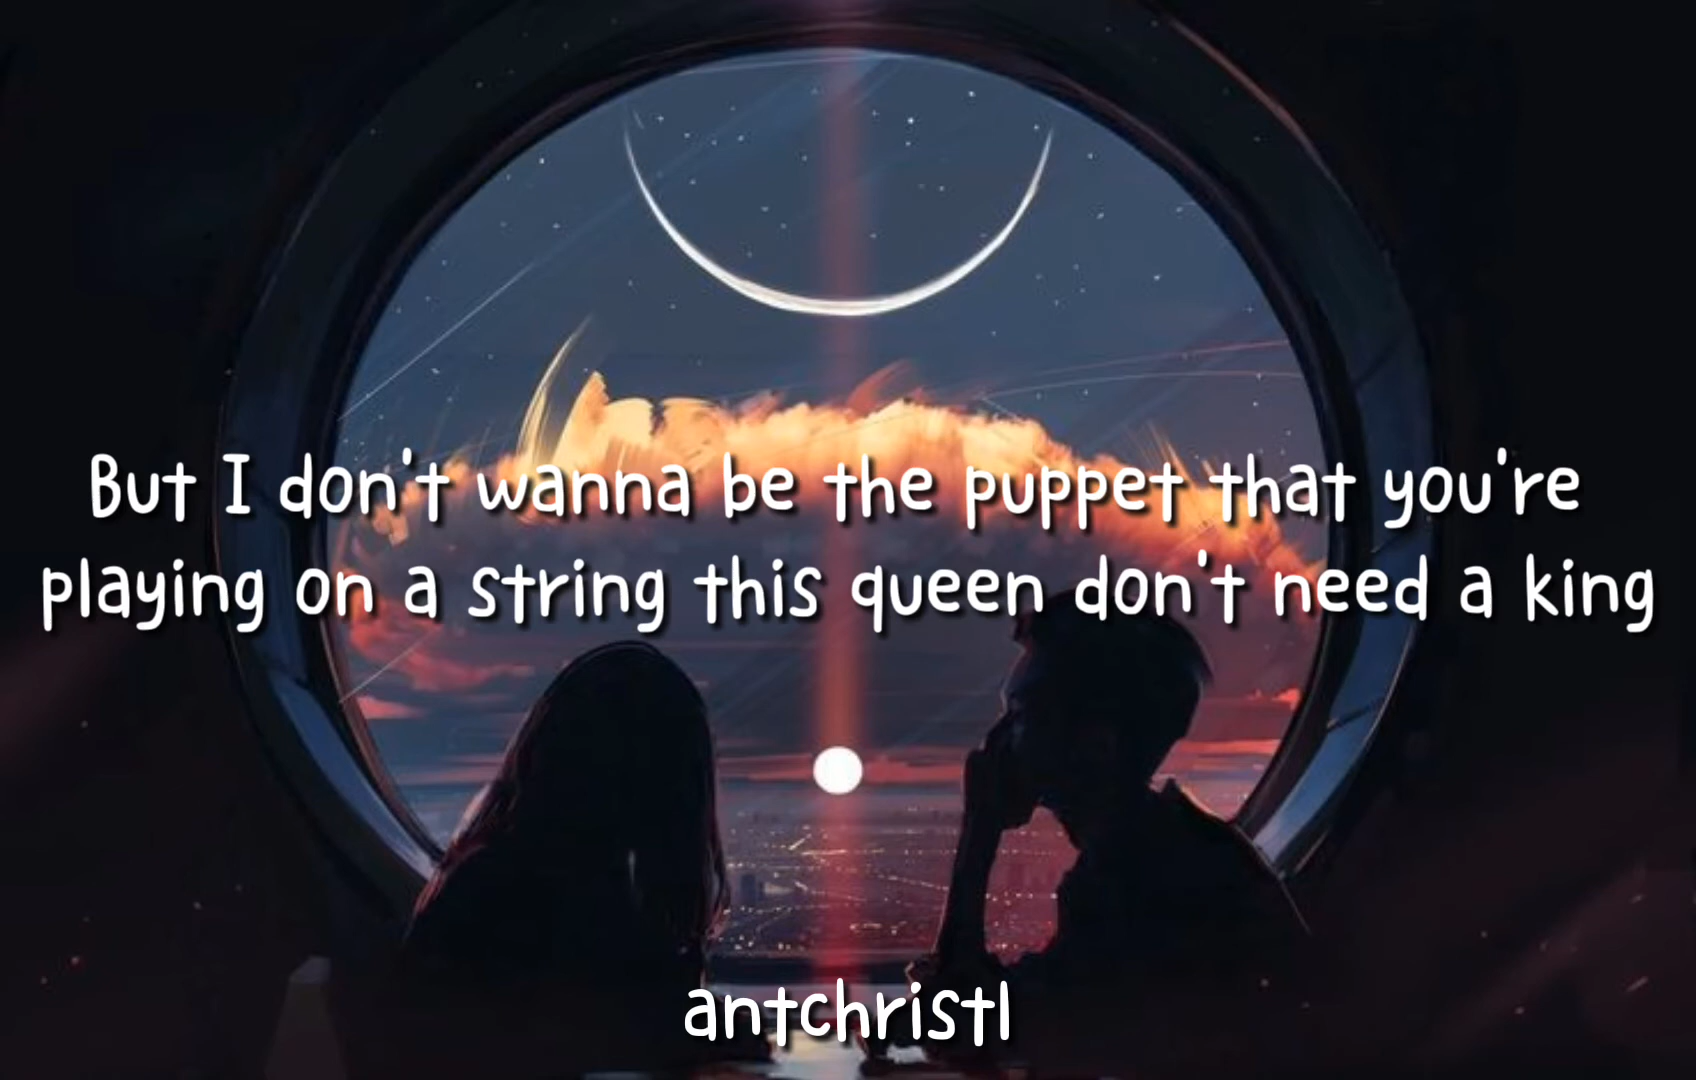 But I don't wanna be the puppet that you're
playing on a string this queen don't need a king
antchristl